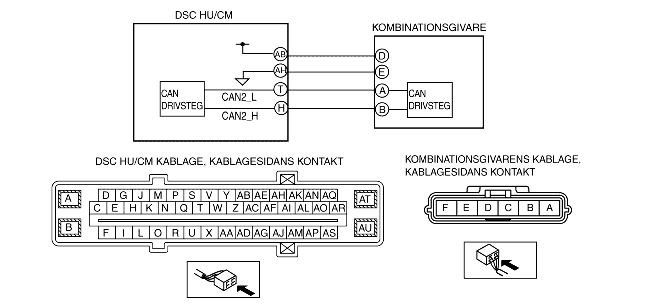 DSC HU/CM
KOMBINATIONSGIVARE
AB
D
AH
E
CAN
DRIVSTEG
T
A
CAN
DRIVSTEG
CAN2_L
H
B
CAN2_H
DSC HU/CM KABLAGE, KABLAGESIDANS KONTAKT
KOMBINATIONSGIVARENS KABLAGE,
KABLAGESIDANS KONTAKT
A
D G J M P S V Y AB AE AH AK AN AQ
AT
C E H K N Q T W Z AC AF AI AL AO AR
B
F I L O R U X AA AD AG AJ AM AP AS
AU
F E D C B A